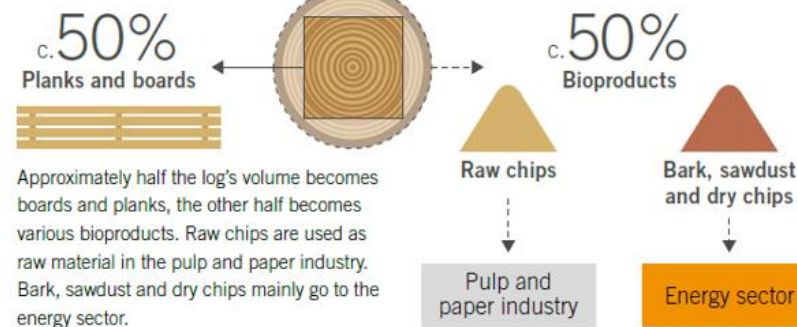 c.50%
Planks and boards
Approximately half the log's volume becomes
boards and planks, the other half becomes
various bioproducts. Raw chips are used as
raw material in the pulp and paper industry.
Bark, sawdust and dry chips mainly go to the
energy sector.
c.50%
Bioproducts
Raw chips
Pulp and
paper industry
Bark, sawdust
and dry chips
Energy sector